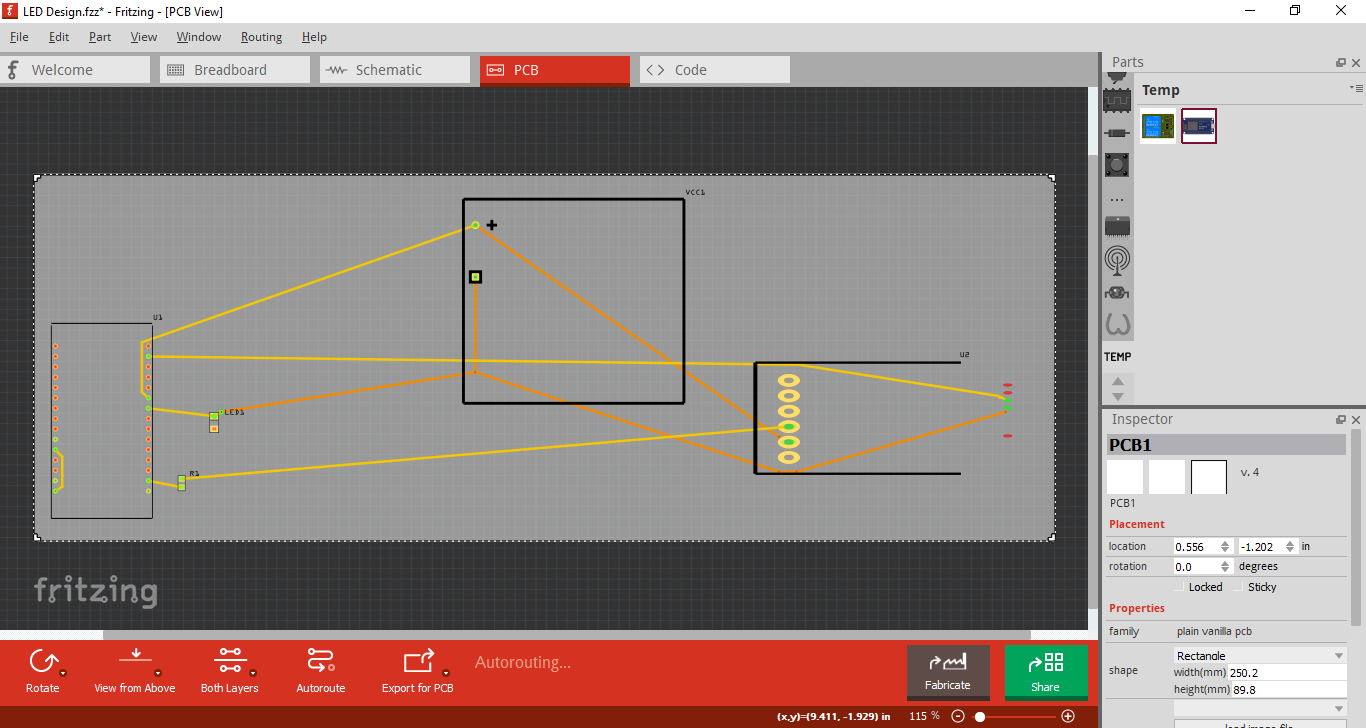 LED Design.fzz* - Fritzing - [PCB View]
File Edit Part View Window Routing Help
Welcome Breadboard Schematic PCB Code
Parts
Temp
VCC1
+
U1
U2
LED1
R1
...
TEMP
Inspector
PCB1
v. 4
PCB1
Placement
location 0.556 -1.202 in
rotation 0.0 degrees
Locked Sticky
Properties
family plain vanilla pcb
shape Rectangle
width(mm) 250.2
height(mm) 89.8
load image file
fritzing
Rotate View from Above Both Layers Autoroute Export for PCB
Autorouting...
Fabricate Share
(x,y)=(9.411, -1.929) in 115 %